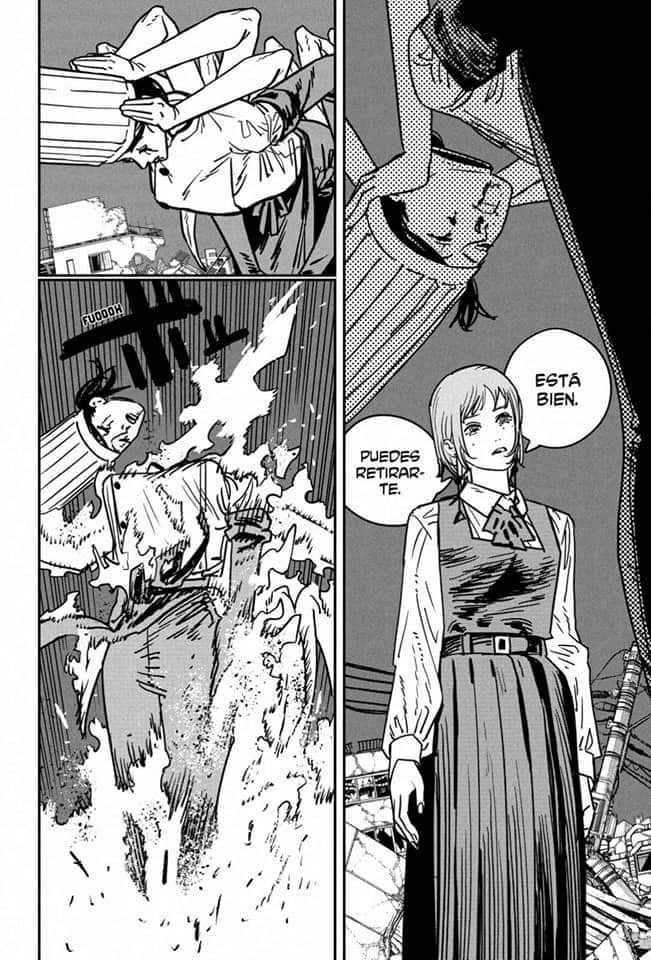 ESTÁ
BIEN.
PUEDES
RETIRAR-
TE.
FUOOOH